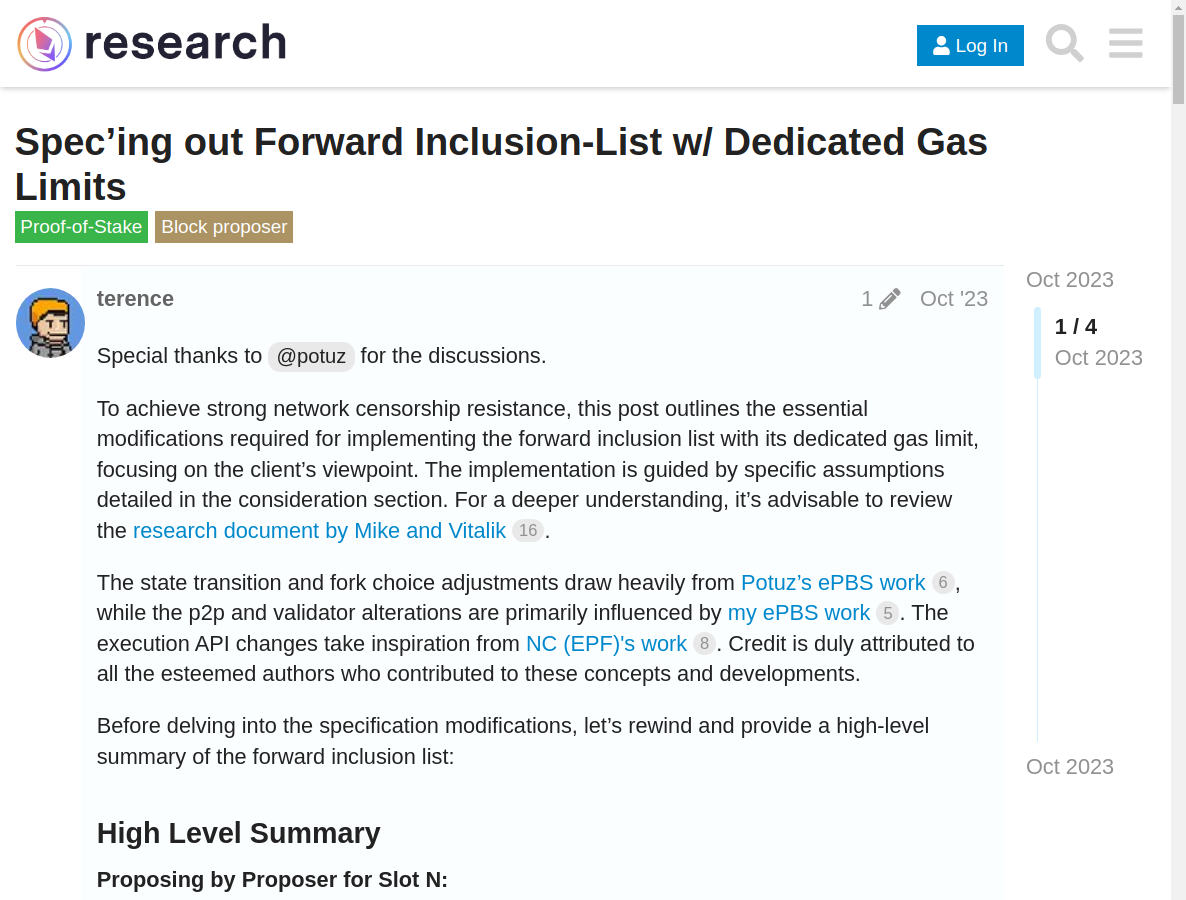 research
Log In
Spec’ing out Forward Inclusion-List w/ Dedicated Gas
Limits
Proof-of-Stake Block proposer
terence
1 Oct '23
Special thanks to @potuz for the discussions.
To achieve strong network censorship resistance, this post outlines the essential
modifications required for implementing the forward inclusion list with its dedicated gas limit,
focusing on the client’s viewpoint. The implementation is guided by specific assumptions
detailed in the consideration section. For a deeper understanding, it’s advisable to review
the research document by Mike and Vitalik 16.
The state transition and fork choice adjustments draw heavily from Potuz’s ePBS work 6,
while the p2p and validator alterations are primarily influenced by my ePBS work 5. The
execution API changes take inspiration from NC (EPF)'s work 8. Credit is duly attributed to
all the esteemed authors who contributed to these concepts and developments.
Before delving into the specification modifications, let’s rewind and provide a high-level
summary of the forward inclusion list:
High Level Summary
Proposing by Proposer for Slot N:
Oct 2023
1 / 4
Oct 2023
Oct 2023